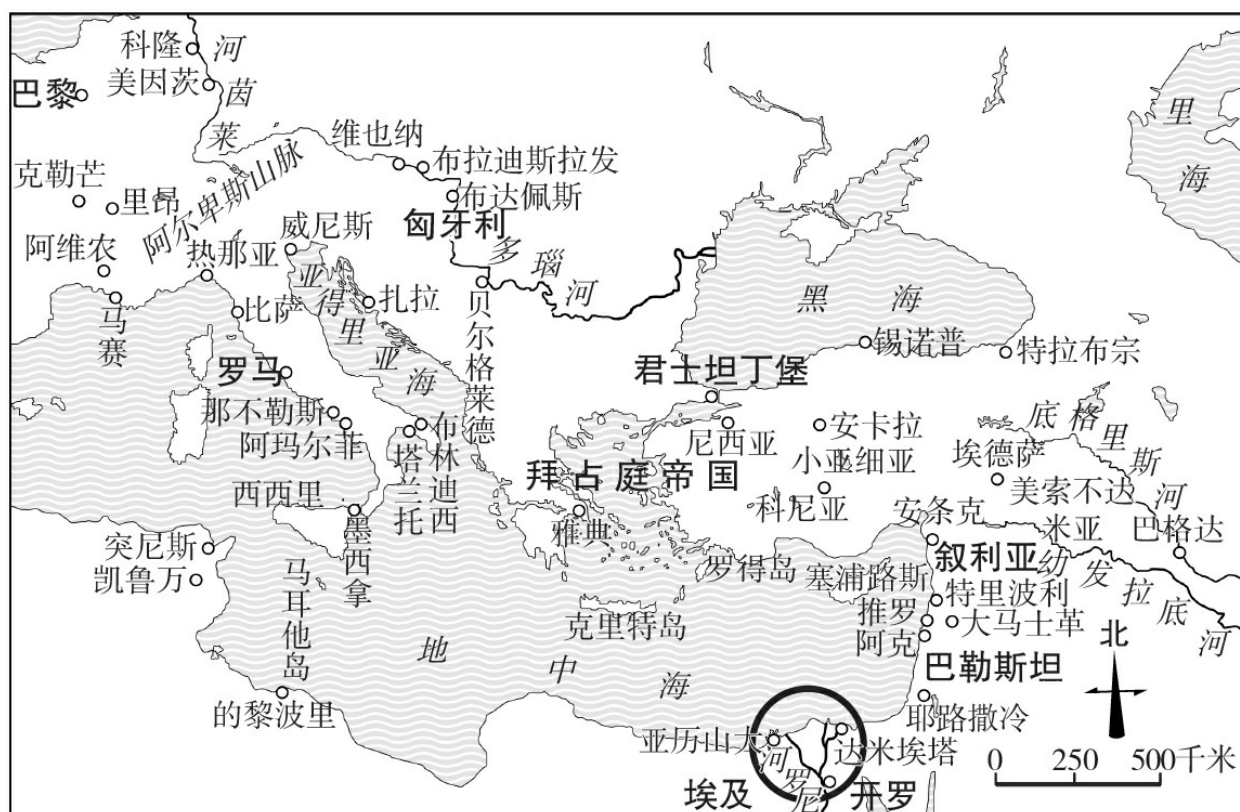 科隆
美因茨
莱茵河
巴黎
维也纳
布拉迪斯拉发
克勒芒
里昂
阿尔卑斯山脉
布达佩斯
匈牙利
威尼斯
阿维农
热那亚
多瑙河
里海
黑海
亚得里亚海
马赛
比萨
扎拉
贝尔格莱德
锡诺普
特拉布宗
罗马
君士坦丁堡
那不勒斯
阿玛尔菲
布林迪西
塔兰托
尼西亚
安卡拉
小亚细亚
底格里斯河
埃德萨
拜占庭帝国
西西里
墨西拿
雅典
科尼亚
美索不达米亚
安条克
巴格达
突尼斯
凯鲁万
马耳他岛
罗得岛
叙利亚
幼发拉底河
塞浦路斯
特里波利
克里特岛
推罗
大马士革
阿克
地中海
巴勒斯坦
北
的黎波里
耶路撒冷
亚历山大
达米埃塔
尼罗河
埃及
开罗
0 250 500千米